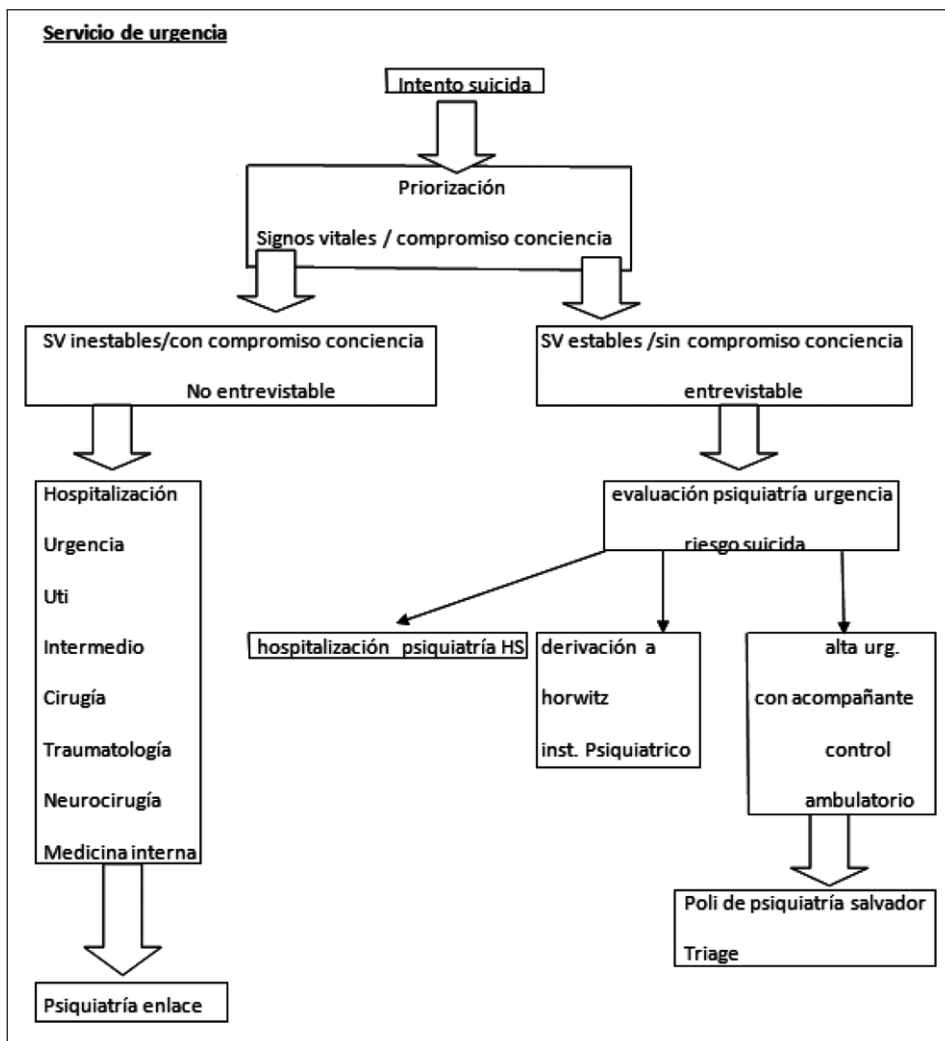 Servicio de urgencia
Intento suicida
Priorización
Signos vitales / compromiso conciencia
SV inestables/con compromiso conciencia
No entrevistable
SV estables /sin compromiso conciencia
entrevistable
Hospitalización
Urgencia
Uti
Intermedio
Cirugía
Traumatología
Neurocirugía
Medicina interna
Psiquiatría enlace
evaluación psiquiatría urgencia
riesgo suicida
hospitalización psiquiatría HS
derivación a
horwitz
inst. Psiquiatrico
alta urg.
con acompañante
control
ambulatorio
Poli de psiquiatría salvador
Triage